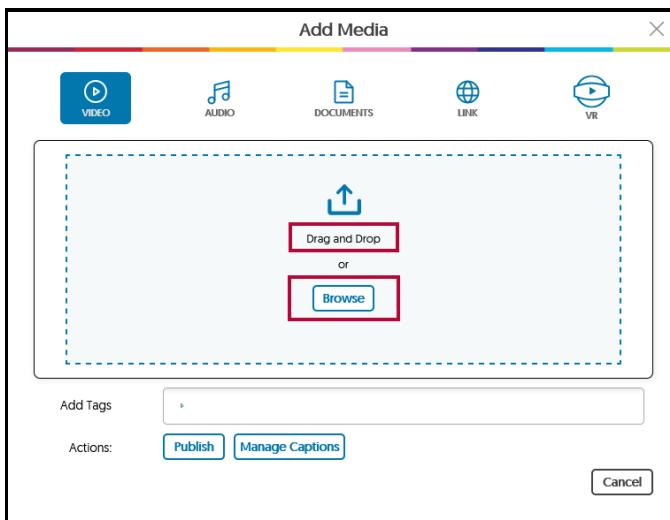 Add Media
VIDEO AUDIO DOCUMENTS LINK VR
Drag and Drop
or
Browse
Add Tags
Actions: Publish Manage Captions
Cancel